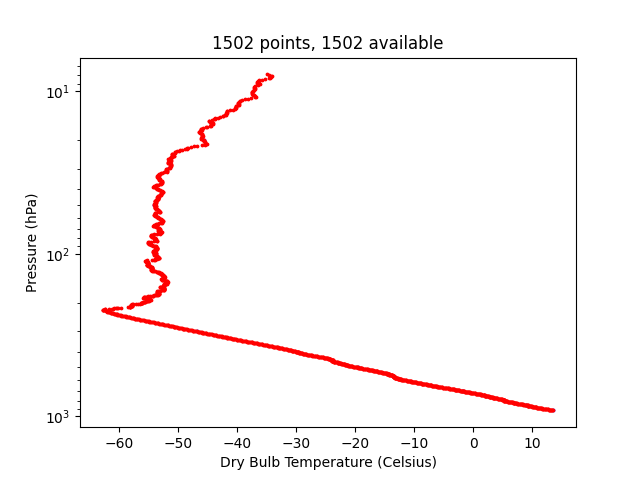 1502 points, 1502 available
10¹
10²
10³
Pressure (hPa)
−60 −50 −40 −30 −20 −10 0 10
Dry Bulb Temperature (Celsius)